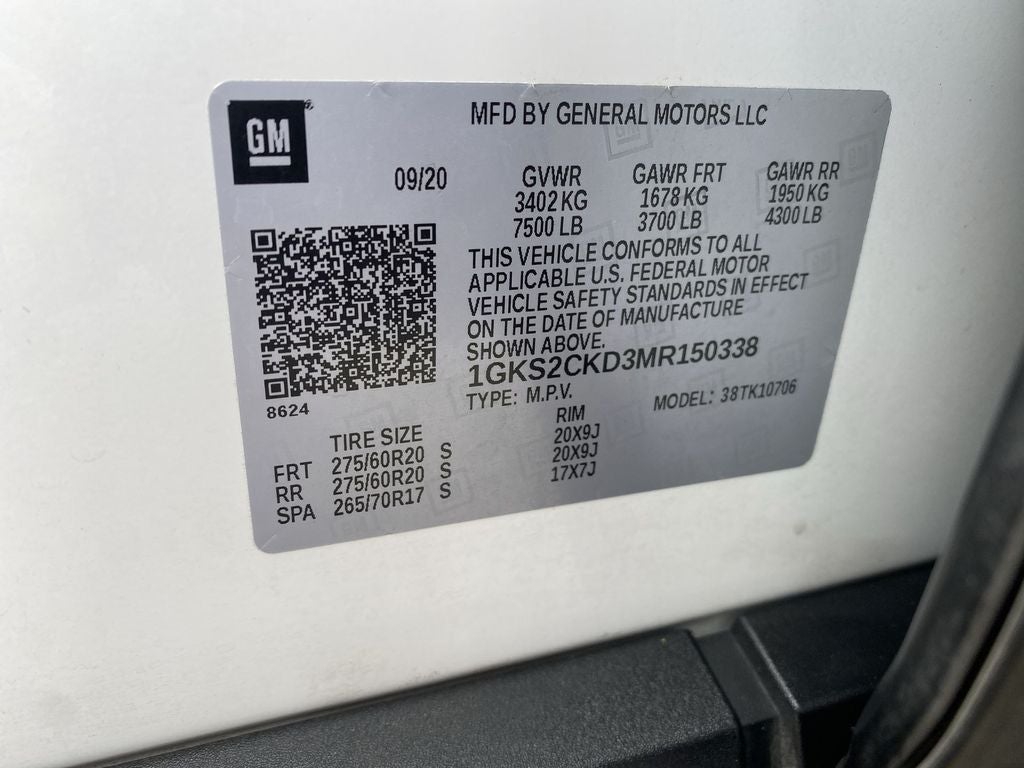 GM
MFD BY GENERAL MOTORS LLC
09/20
GVWR GAWR FRT GAWR RR
3402 KG 1678 KG 1950 KG
7500 LB 3700 LB 4300 LB
THIS VEHICLE CONFORMS TO ALL
APPLICABLE U.S. FEDERAL MOTOR
VEHICLE SAFETY STANDARDS IN EFFECT
ON THE DATE OF MANUFACTURE
SHOWN ABOVE.
1GKS2CKD3MR150338
TYPE: M.P.V. MODEL: 38TK10706
8624
TIRE SIZE RIM
FRT 275/60R20 S 20X9J
RR 275/60R20 S 20X9J
SPA 265/70R17 S 17X7J